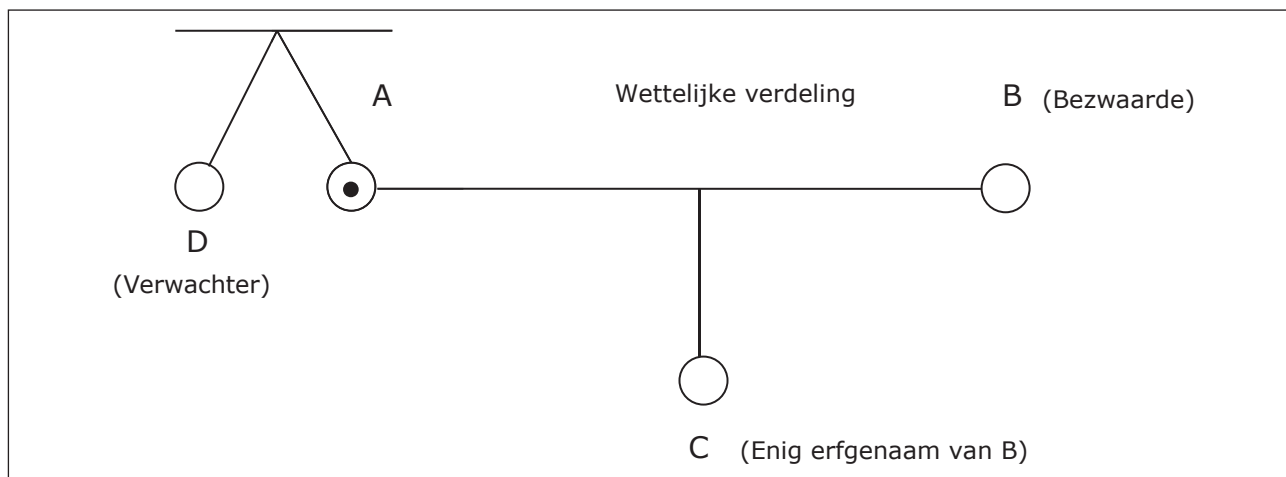 A
Wettelijke verdeling
B (Bezwaarde)
D
(Verwachter)
C (Enig erfgenaam van B)